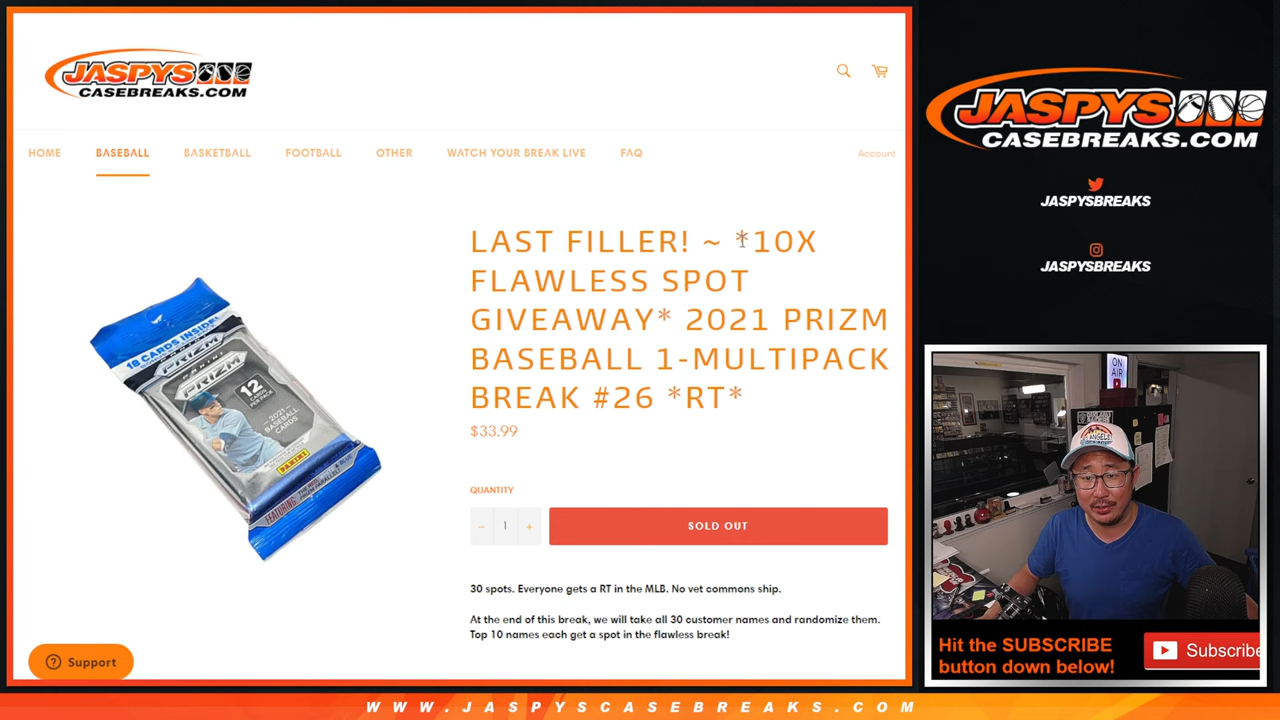 JASPYS
CASEBREAKS.COM
HOME
BASEBALL
BASKETBALL
FOOTBALL
OTHER
WATCH YOUR BREAK LIVE
FAQ
Account
18 CARDS INSIDE!
PRIZM
PANINI
PRIZM
12
2021
BASEBALL
CARDS
PANINI
LAST FILLER! ~ *10X
FLAWLESS SPOT
GIVEAWAY* 2021 PRIZM
BASEBALL 1-MULTIPACK
BREAK #26 *RT*
$33.99
QUANTITY
− 1 +
SOLD OUT
30 spots. Everyone gets a RT in the MLB. No vet commons ship.
At the end of this break, we will take all 30 customer names and randomize them.
Top 10 names each get a spot in the flawless break!
Support
JASPYS
CASEBREAKS.COM
JASPYSBREAKS
JASPYSBREAKS
ON
AIR
Hit the SUBSCRIBE
button down below!
Subscribe
WWW.JASPYSCASEBREAKS.COM